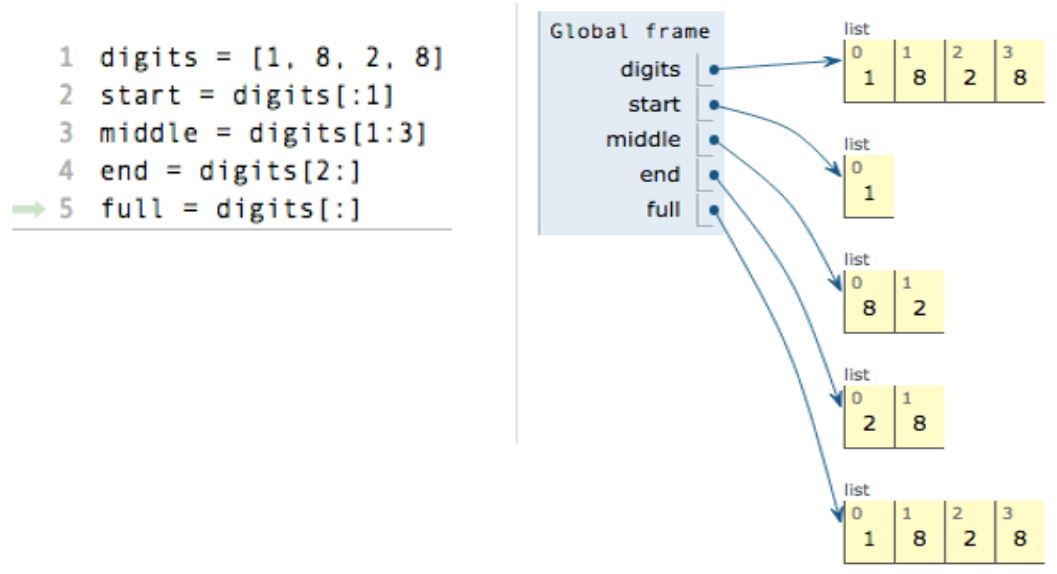 1 digits = [1, 8, 2, 8]
2 start = digits[:1]
3 middle = digits[1:3]
4 end = digits[2:]
5 full = digits[:]
Global frame
digits
start
middle
end
full
list
0 1 2 3
1 8 2 8
list
0
1
list
0 1
8 2
list
0 1
2 8
list
0 1 2 3
1 8 2 8